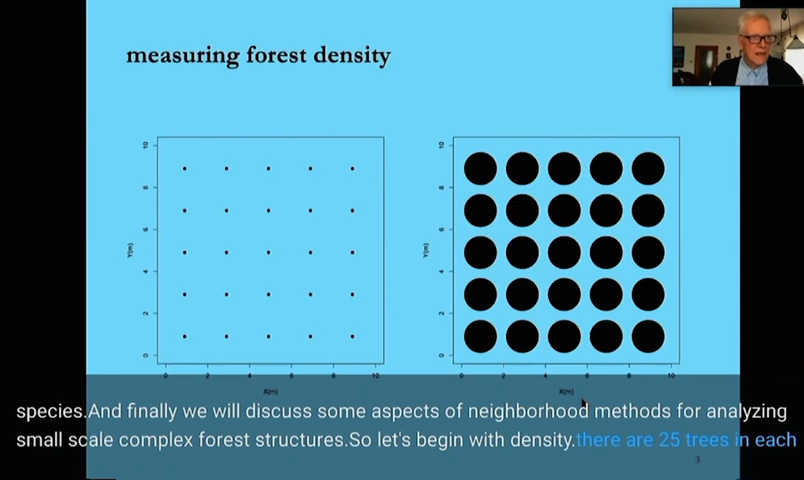 measuring forest density
10
8
6
4
2
0
Y(m)
0 2 4 6 8 10
X(m)
10
8
6
4
2
0
Y(m)
0 2 4 6 8 10
X(m)
species.And finally we will discuss some aspects of neighborhood methods for analyzing
small scale complex forest structures.So let's begin with density.there are 25 trees in each
3